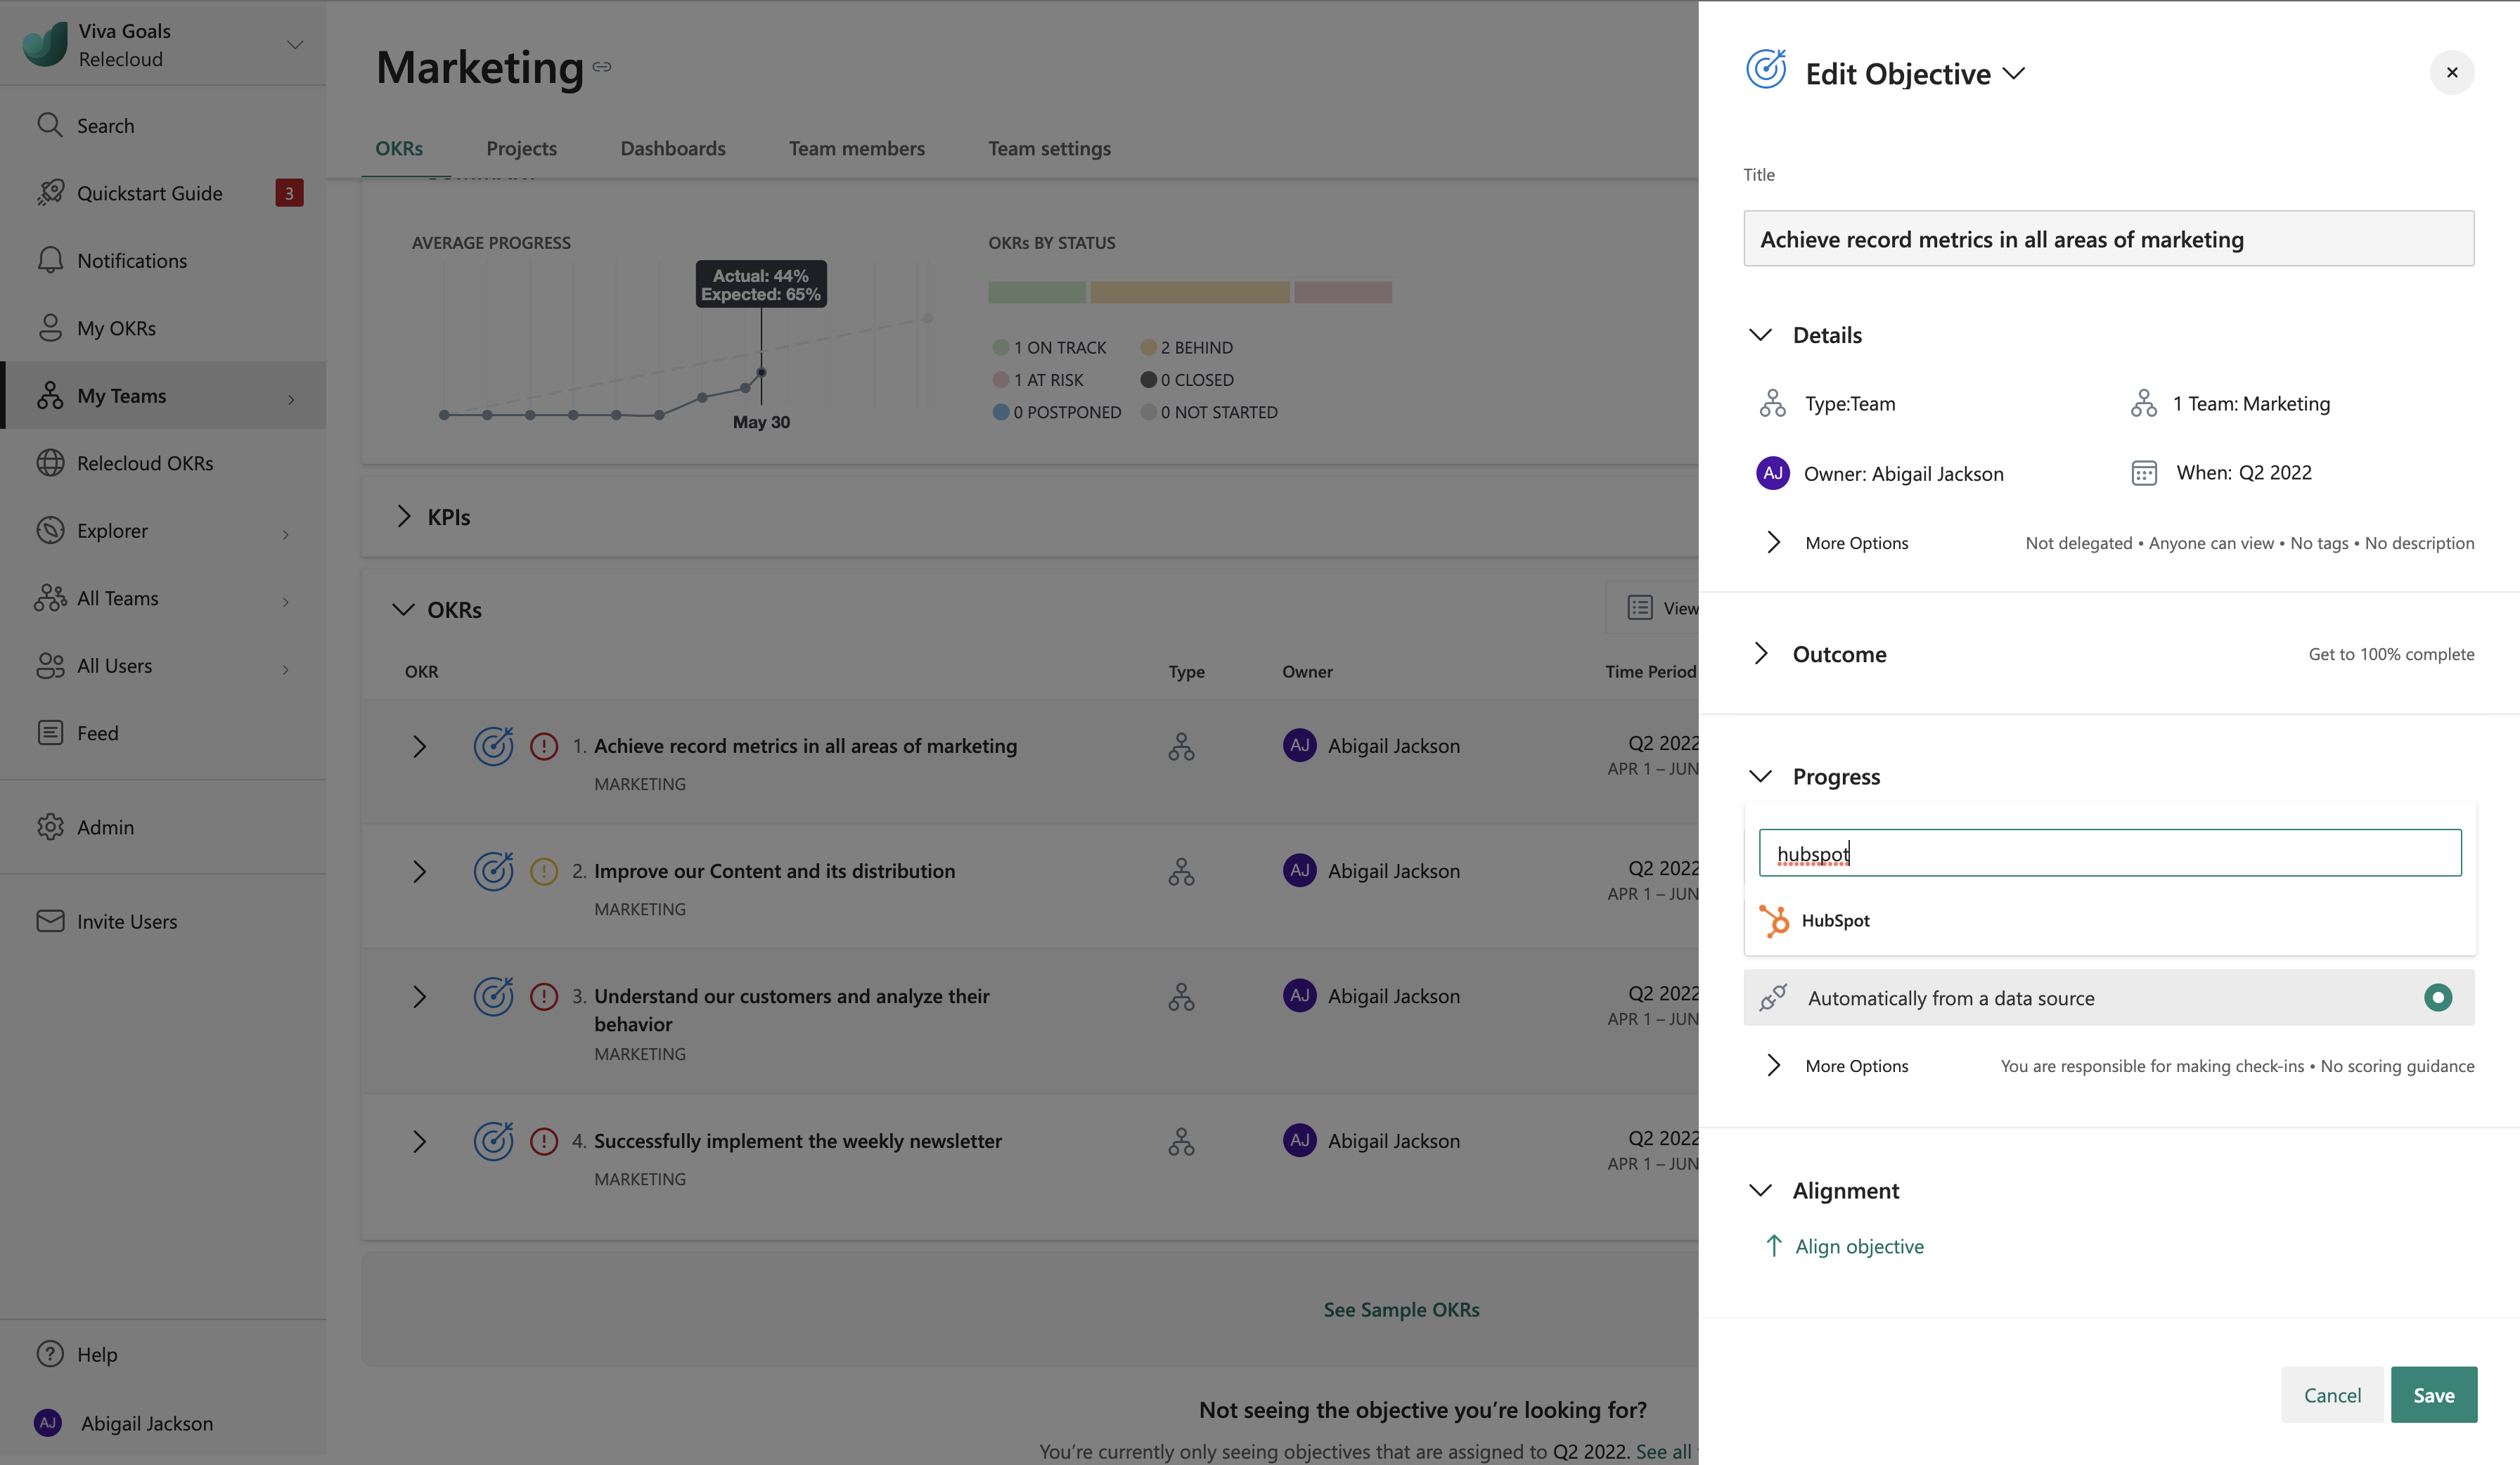 Viva Goals
Relecloud
Search
Quickstart Guide
3
Notifications
My OKRs
My Teams
Relecloud OKRs
Explorer
All Teams
All Users
Feed
Admin
Invite Users
Help
AJ
Abigail Jackson
Marketing
OKRs
Projects
Dashboards
Team members
Team settings
AVERAGE PROGRESS
Actual: 44%
Expected: 65%
May 30
OKRs BY STATUS
1 ON TRACK
2 BEHIND
1 AT RISK
0 CLOSED
0 POSTPONED
0 NOT STARTED
KPIs
OKRs
View
OKR
Type
Owner
Time Period
1. Achieve record metrics in all areas of marketing
MARKETING
AJ
Abigail Jackson
Q2 2022
APR 1 – JUN
2. Improve our Content and its distribution
MARKETING
AJ
Abigail Jackson
Q2 2022
APR 1 – JUN
3. Understand our customers and analyze their
behavior
MARKETING
AJ
Abigail Jackson
Q2 2022
APR 1 – JUN
4. Successfully implement the weekly newsletter
MARKETING
AJ
Abigail Jackson
Q2 2022
APR 1 – JUN
See Sample OKRs
Not seeing the objective you’re looking for?
You’re currently only seeing objectives that are assigned to Q2 2022. See all
Edit Objective
Title
Achieve record metrics in all areas of marketing
Details
Type:Team
1 Team: Marketing
AJ
Owner: Abigail Jackson
When: Q2 2022
More Options
Not delegated • Anyone can view • No tags • No description
Outcome
Get to 100% complete
Progress
hubspot
HubSpot
Automatically from a data source
More Options
You are responsible for making check-ins • No scoring guidance
Alignment
Align objective
Cancel
Save